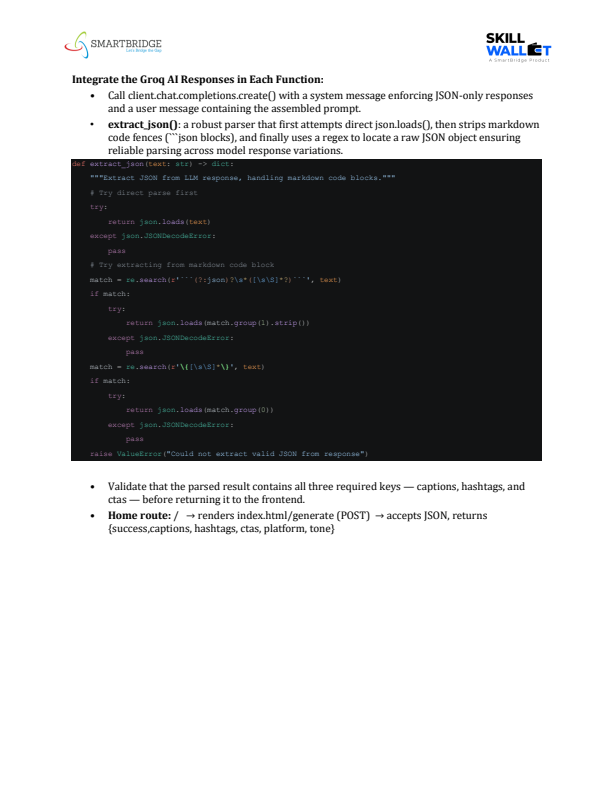 SMARTBRIDGE
Let's Bridge the Gap
SKILL
WALLET
A SmartBridge Product
Integrate the Groq AI Responses in Each Function:
• Call client.chat.completions.create() with a system message enforcing JSON-only responses
and a user message containing the assembled prompt.
• extract_json(): a robust parser that first attempts direct json.loads(), then strips markdown
code fences (```json blocks), and finally uses a regex to locate a raw JSON object ensuring
reliable parsing across model response variations.
def extract_json(text: str) -> dict:
"""Extract JSON from LLM response, handling markdown code blocks."""
# Try direct parse first
try:
return json.loads(text)
except json.JSONDecodeError:
pass
# Try extracting from markdown code block
match = re.search(r'```(?:json)?\s*([\s\S]*?)```', text)
if match:
try:
return json.loads(match.group(1).strip())
except json.JSONDecodeError:
pass
match = re.search(r'\{[\s\S]*\}', text)
if match:
try:
return json.loads(match.group(0))
except json.JSONDecodeError:
pass
raise ValueError("Could not extract valid JSON from response")
• Validate that the parsed result contains all three required keys — captions, hashtags, and
ctas — before returning it to the frontend.
• Home route: / → renders index.html/generate (POST) → accepts JSON, returns
{success,captions, hashtags, ctas, platform, tone}